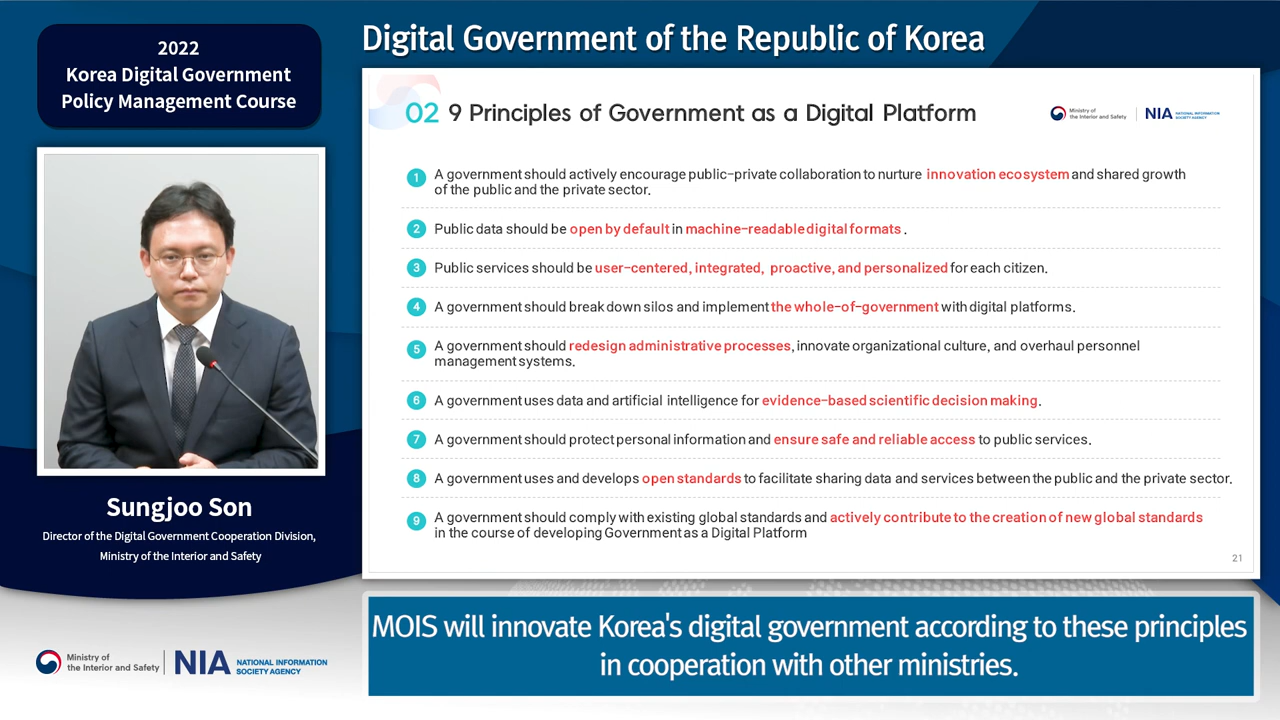 2022
Korea Digital Government
Policy Management Course
Sungjoo Son
Director of the Digital Government Cooperation Division,
Ministry of the Interior and Safety
Ministry of
the Interior and Safety
NIA NATIONAL INFORMATION
SOCIETY AGENCY
Digital Government of the Republic of Korea
02 9 Principles of Government as a Digital Platform
Ministry of
the Interior and Safety
NIA NATIONAL INFORMATION
SOCIETY AGENCY
1 A government should actively encourage public-private collaboration to nurture innovation ecosystem and shared growth
of the public and the private sector.
2 Public data should be open by default in machine-readable digital formats .
3 Public services should be user-centered, integrated, proactive, and personalized for each citizen.
4 A government should break down silos and implement the whole-of-government with digital platforms.
5 A government should redesign administrative processes, innovate organizational culture, and overhaul personnel
management systems.
6 A government uses data and artificial intelligence for evidence-based scientific decision making.
7 A government should protect personal information and ensure safe and reliable access to public services.
8 A government uses and develops open standards to facilitate sharing data and services between the public and the private sector.
9 A government should comply with existing global standards and actively contribute to the creation of new global standards
in the course of developing Government as a Digital Platform
21
MOIS will innovate Korea's digital government according to these principles
in cooperation with other ministries.